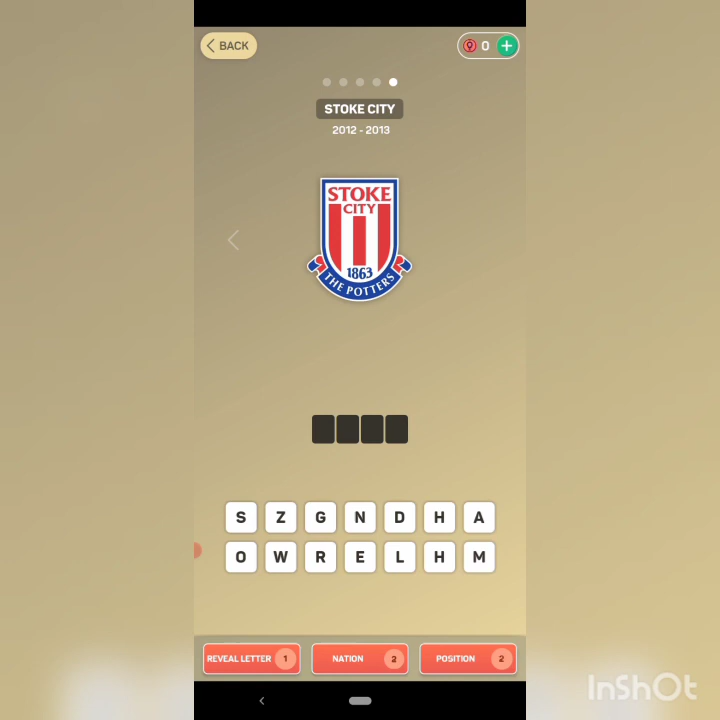 BACK
0 +
STOKE CITY
2012 - 2013
STOKE
CITY
1863
THE POTTERS
S Z G N D H A
O W R E L H M
REVEAL LETTER 1 NATION 2 POSITION 2
InShOt